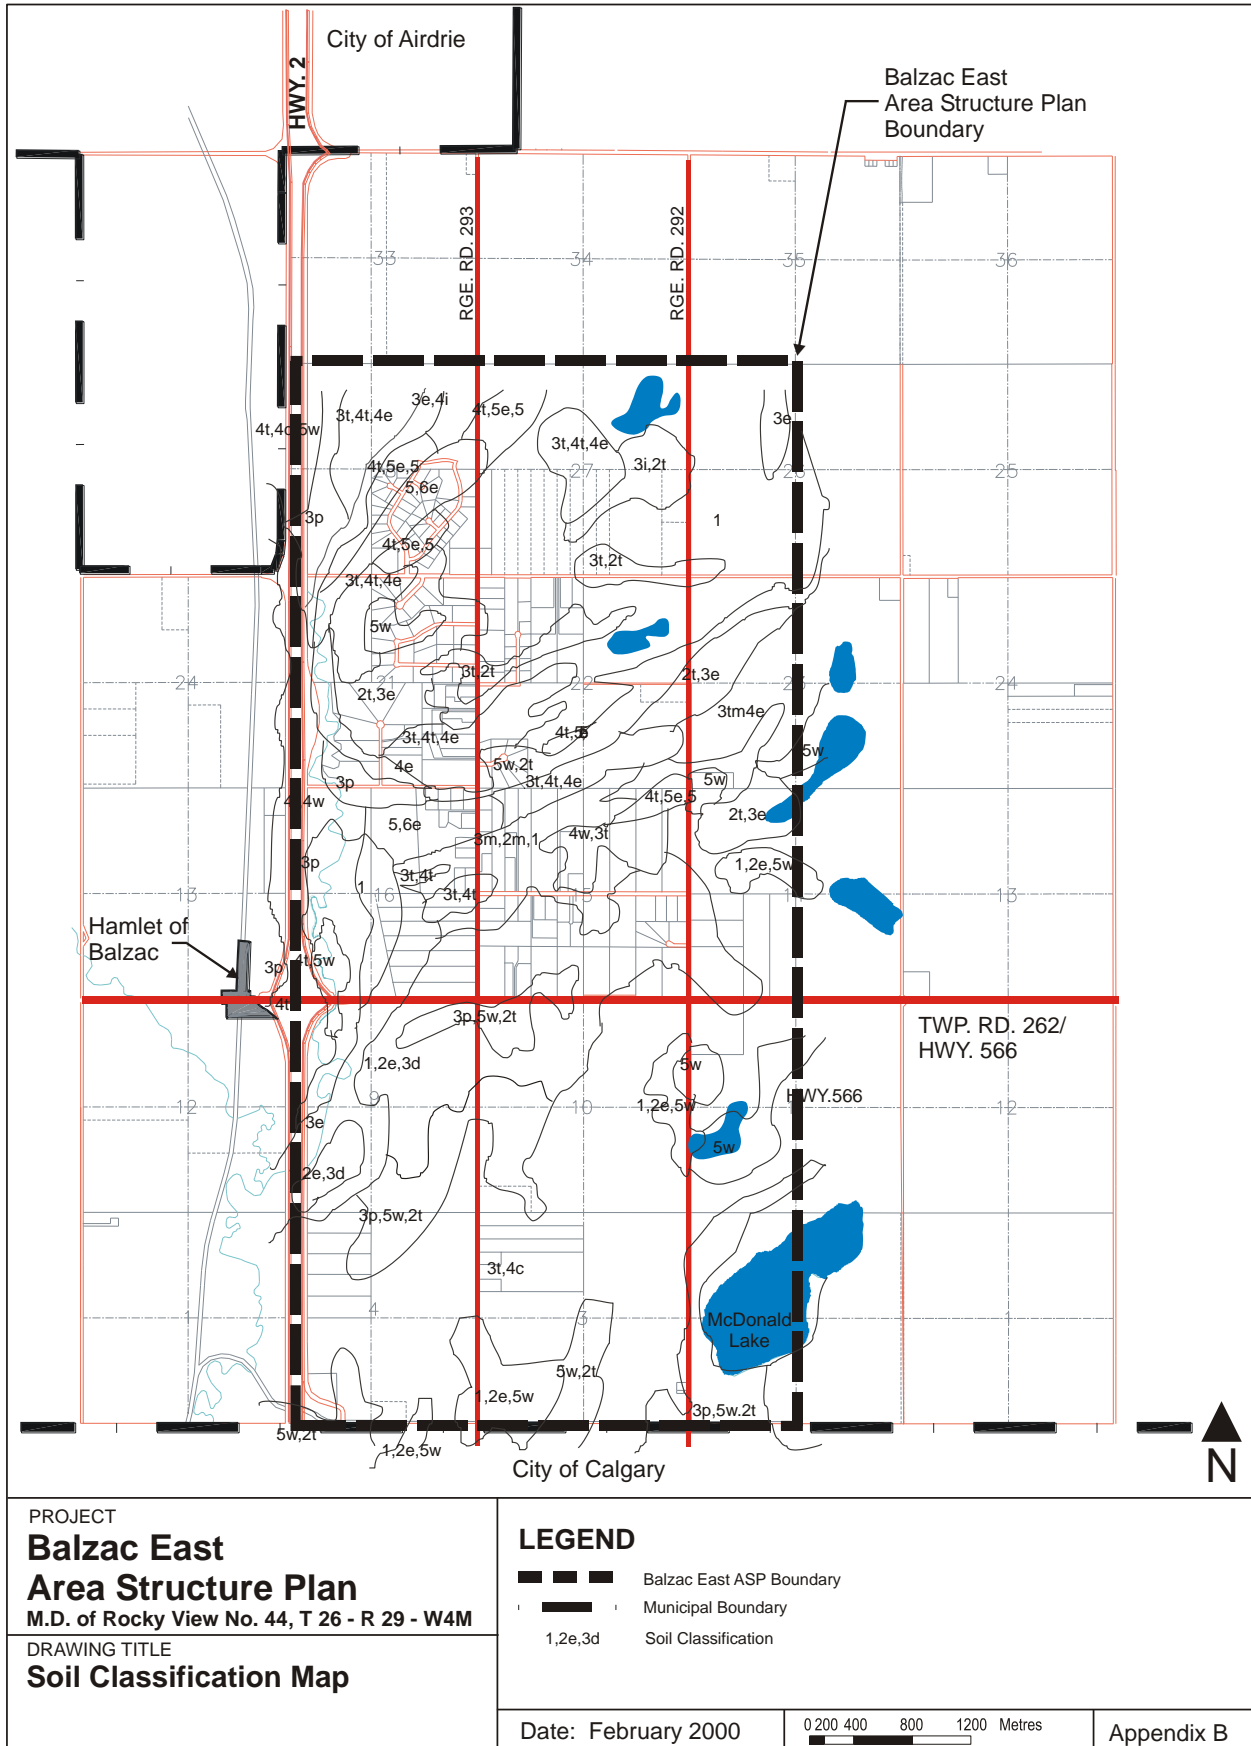 City of Airdrie
HWY. 2
Balzac East
Area Structure Plan
Boundary
RGE. RD. 293
RGE. RD. 292
33
34
35
36
3e,4i
3t,4t,4e
4t,5e,5
3e
3t,4t,4e
3i,2t
4t,5e,5
27
25
5,6e
3p
1
4t,5e,5
3t,2t
3t,4t,4e
5w
3t,2t
2t,3e
24
21
22
24
2t,3e
3tm4e
3t,4t,4e
5w
4e
5w,2t
3p
3t,4t,4e
5w
4t,5e,5
2t,3e
5,6e
4w,3t
3m,2m,1
3p
1,2e,5w
3t,4t
1
13
16
3t,4t
13
Hamlet of
Balzac
3p
4t,5w
4t
3p,5w,2t
TWP. RD. 262/
HWY. 566
1,2e,3d
5w
HWY.566
12
9
10
1,2e,5w
12
3e
5w
2e,3d
3p,5w,2t
3t,4c
1
4
3
1
McDonald
Lake
5w,2t
1,2e,5w
3p,5w.2t
5w,2t
1,2e,5w
City of Calgary
N
PROJECT
Balzac East
Area Structure Plan
M.D. of Rocky View No. 44, T 26 - R 29 - W4M
DRAWING TITLE
Soil Classification Map
LEGEND
Balzac East ASP Boundary
Municipal Boundary
1,2e,3d Soil Classification
Date: February 2000
0 200 400 800 1200 Metres
Appendix B